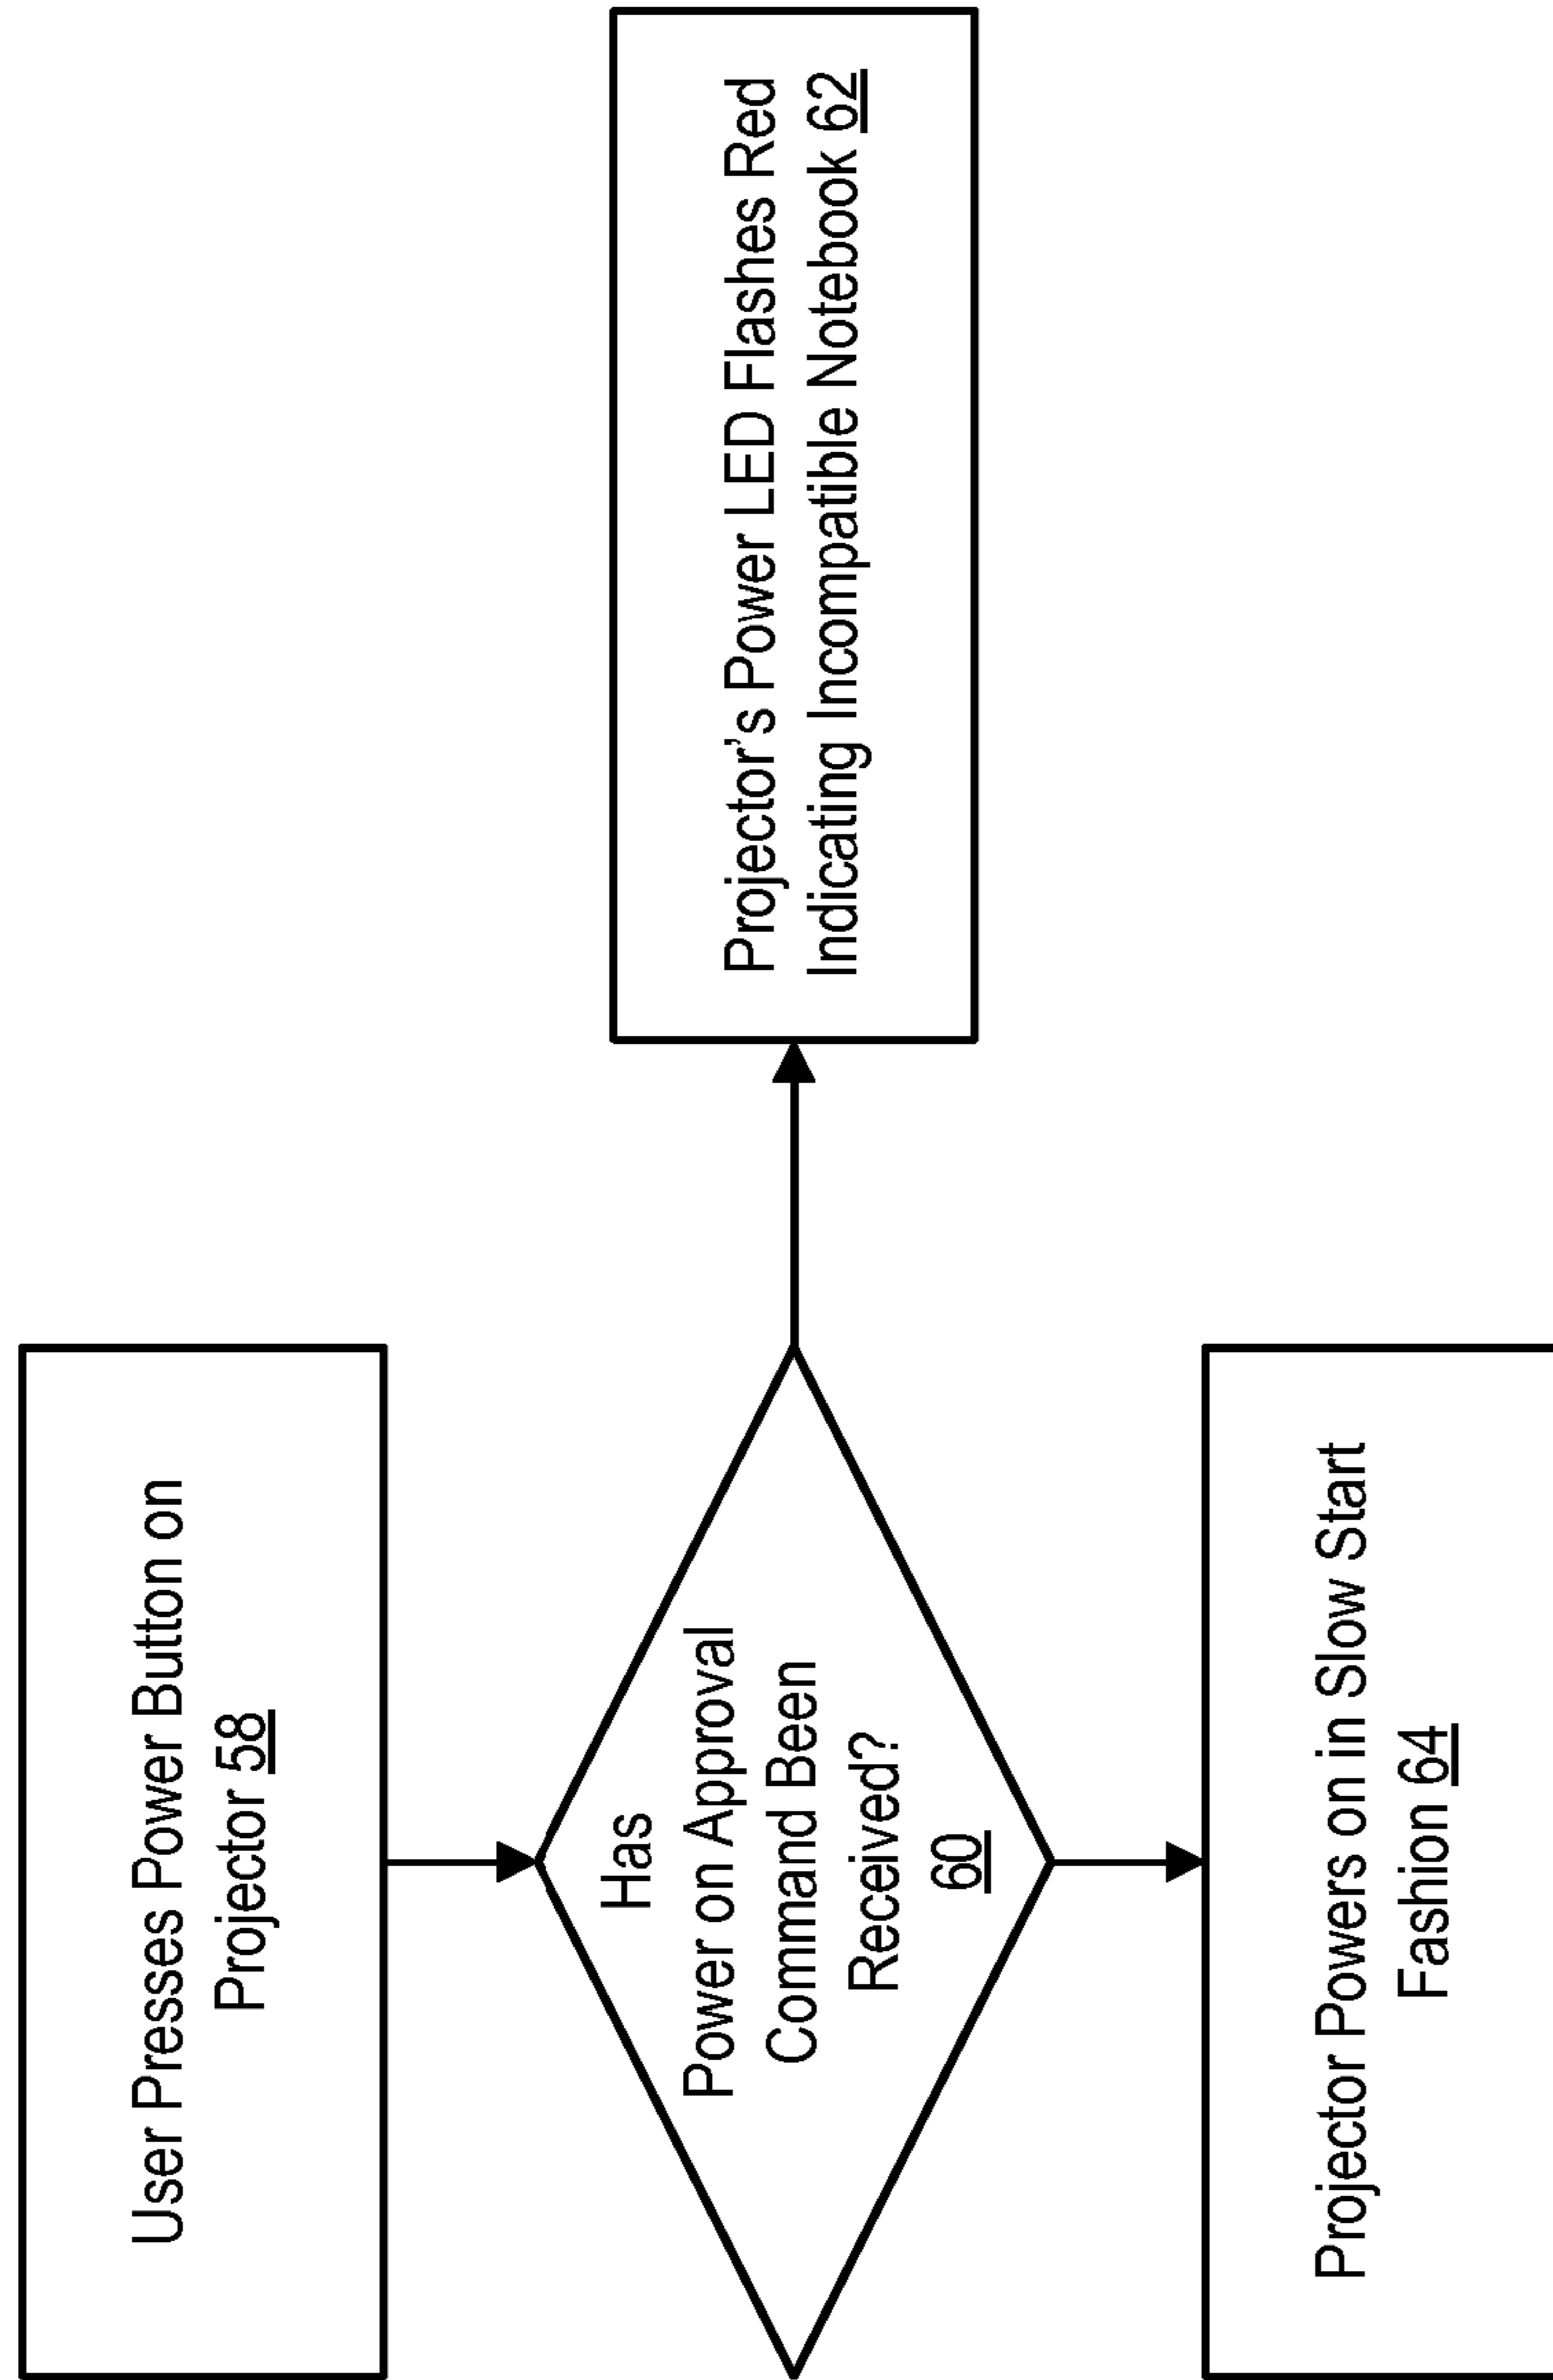 User Presses Power Button on
Projector 58
Has
Power on Approval
Command Been
Received?
60
Projector's Power LED Flashes Red
Indicating Incompatible Notebook 62
Projector Powers on in Slow Start
Fashion 64